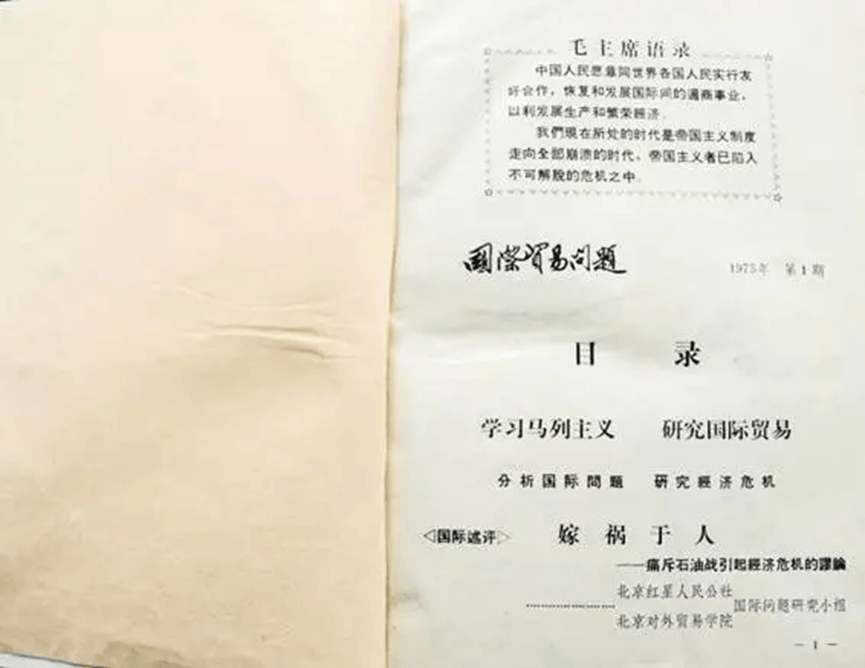 毛主席语录
中国人民愿意同世界各国人民实行友
好合作，恢复和发展国际间的通商事业，
以利发展生产和繁荣經济。
我們現在所处的时代是帝国主义制度
走向全部崩溃的时代，帝国主义者已陷入
不可解脫的危机之中。
國際貿易问題
1975年 第1期
目 录
学习马列主义 研究国际贸易
分析国际問題 研究經济危机
〈国际述评〉 嫁祸于人
——痛斥石油战引起經济危机的謬論
北京红星人民公社
国际问题研究小组
北京对外贸易学院
— 1 —